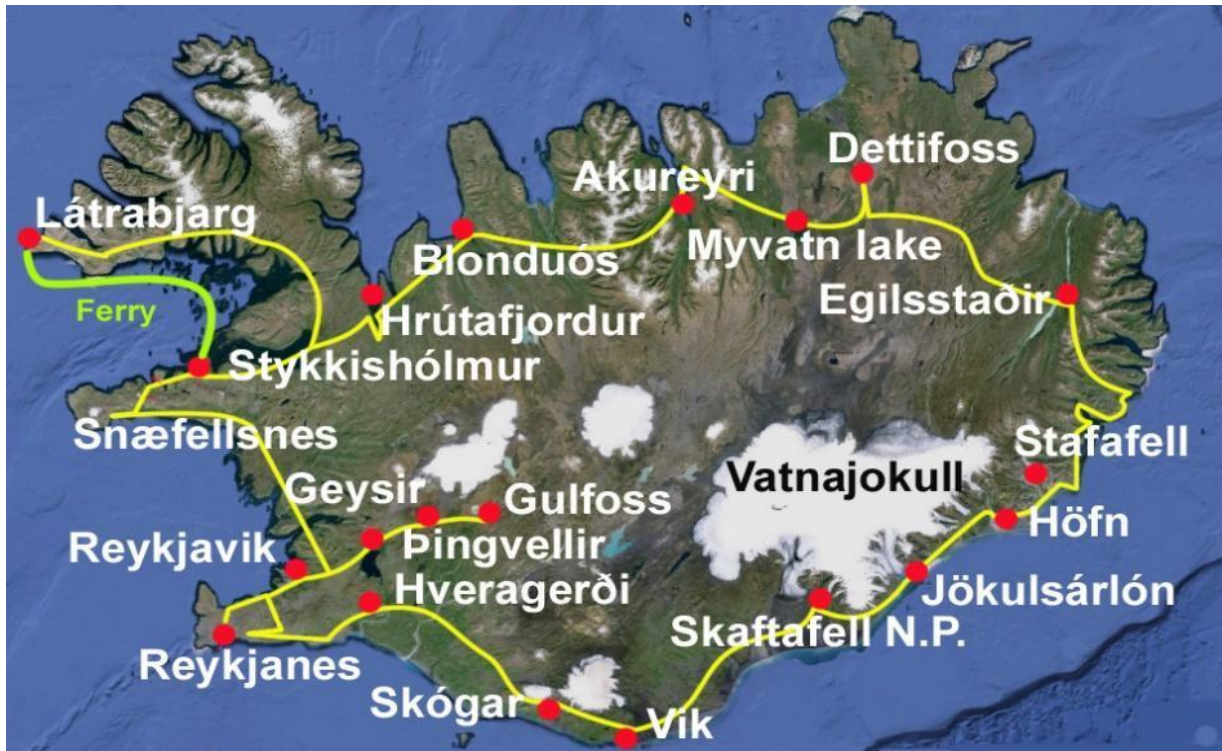 Dettifoss
Akureyri
Látrabjarg
Myvatn lake
Blonduós
Egilsstaðir
Ferry
Hrútafjordur
Stykkishólmur
Snæfellsnes
Stafafell
Vatnajokull
Geysir
Gulfoss
Höfn
Reykjavik
Þingvellir
Hveragerði
Jökulsárlón
Skaftafell N.P.
Reykjanes
Skógar
Vik